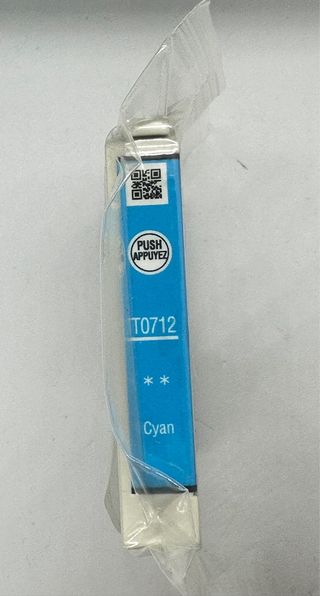 PUSH
APPUYEZ
T0712
**
Cyan